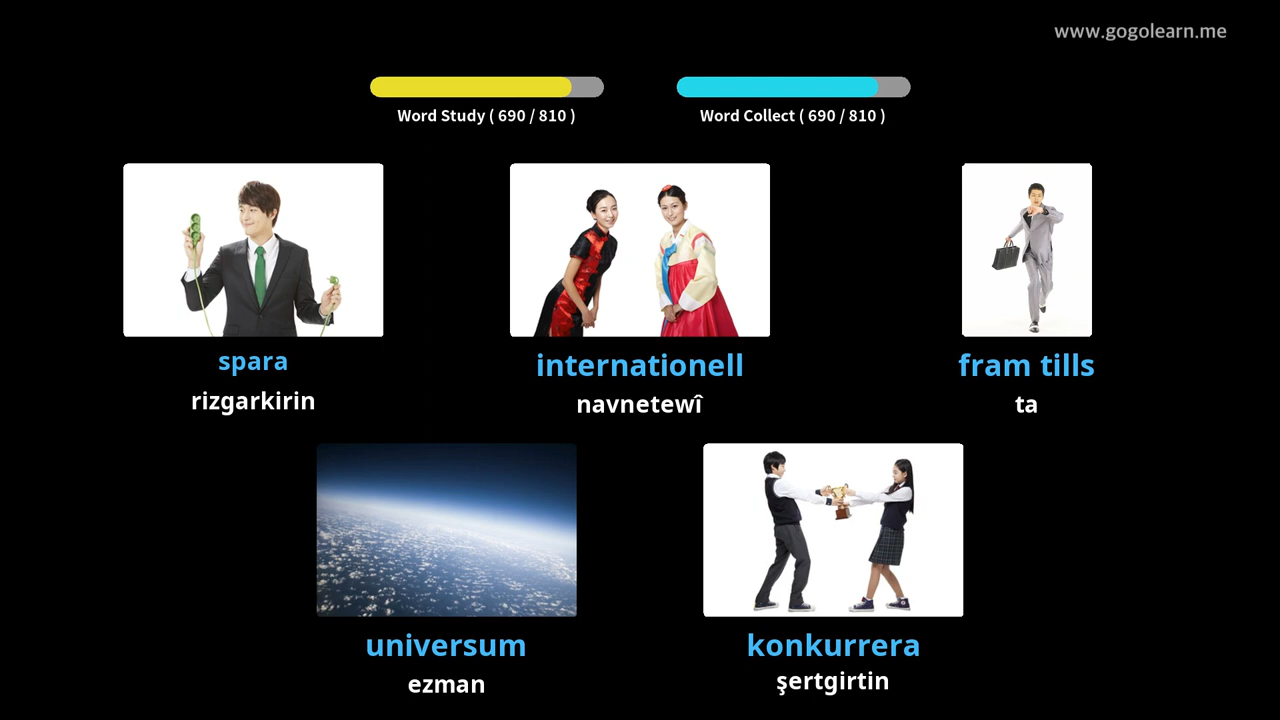 www.gogolearn.me
Word Study ( 690 / 810 )
Word Collect ( 690 / 810 )
spara
rizgarkirin
internationell
navnetewî
fram tills
ta
universum
ezman
konkurrera
şertgirtin